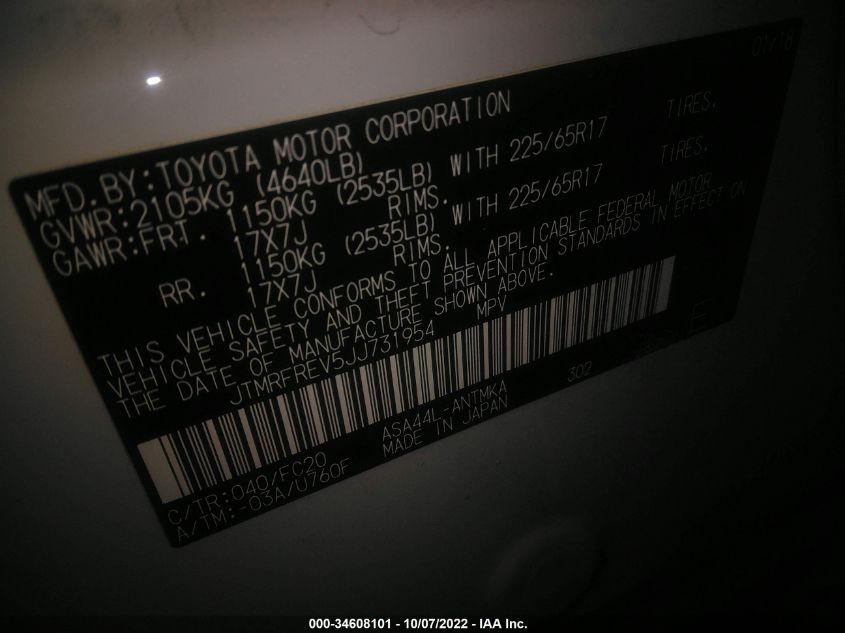 01/18
MFD.BY:TOYOTA MOTOR CORPORATION
GVWR:2105KG (4640LB)
GAWR:FRT. 1150KG (2535LB) WITH 225/65R17 TIRES.
17X7J RIMS.
RR. 1150KG (2535LB) WITH 225/65R17 TIRES.
17X7J RIMS.
THIS VEHICLE CONFORMS TO ALL APPLICABLE FEDERAL MOTOR
VEHICLE SAFETY AND THEFT PREVENTION STANDARDS IN EFFECT ON
THE DATE OF MANUFACTURE SHOWN ABOVE.
JTMRFREV5JJ731954 MPV
E
C/TR:040/FC20 ASA44L-ANTMKA 302
A/TM:-03A/U760F MADE IN JAPAN
000-34608101 - 10/07/2022 - IAA Inc.